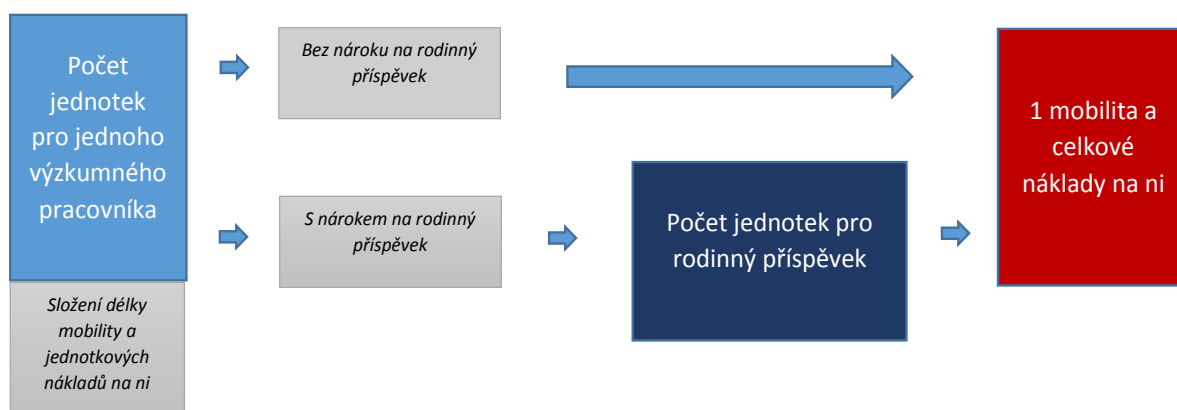 Počet
jednotek
pro jednoho
výzkumného
pracovníka
Složení délky
mobility a
jednotkových
nákladů na ni
Bez nároku na rodinný
příspěvek
S nárokem na rodinný
příspěvek
Počet jednotek pro
rodinný příspěvek
1 mobilita a
celkové
náklady na ni